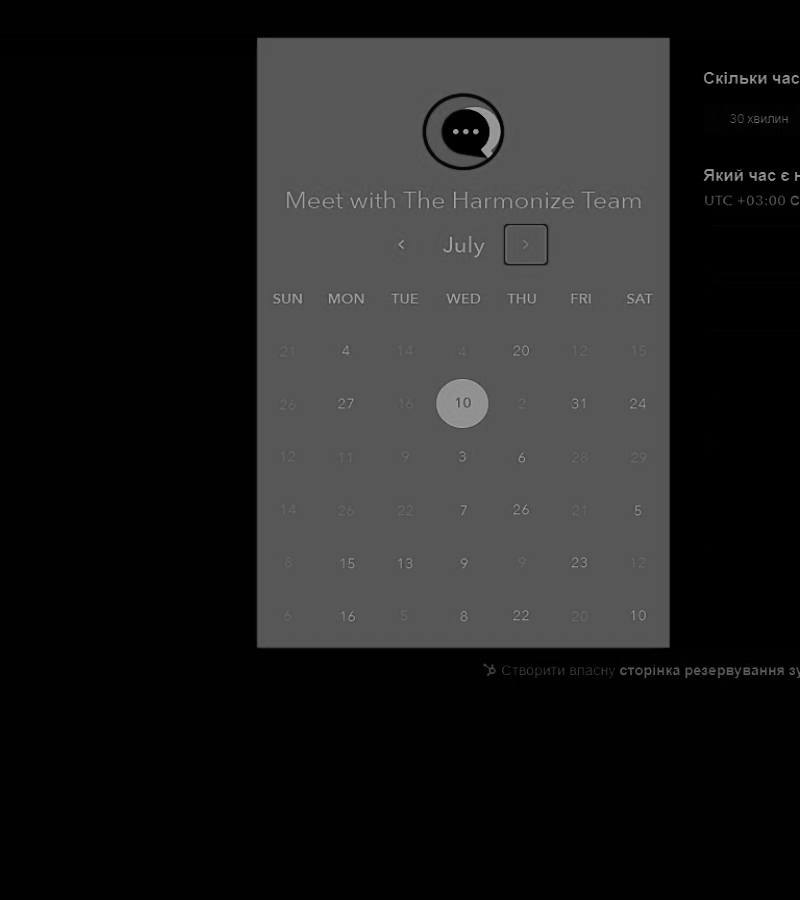 Meet with The Harmonize Team
July
SUN MON TUE WED THU FRI SAT
21 4 14 4 20 12 15
26 27 16 10 2 31 24
12 11 9 3 6 28 29
14 26 22 7 26 21 5
8 15 13 9 9 23 12
6 16 5 8 22 20 10
Скільки час
30 хвилин
Який час є н
UTC +03:00 С
Створити власну сторінка резервування зу